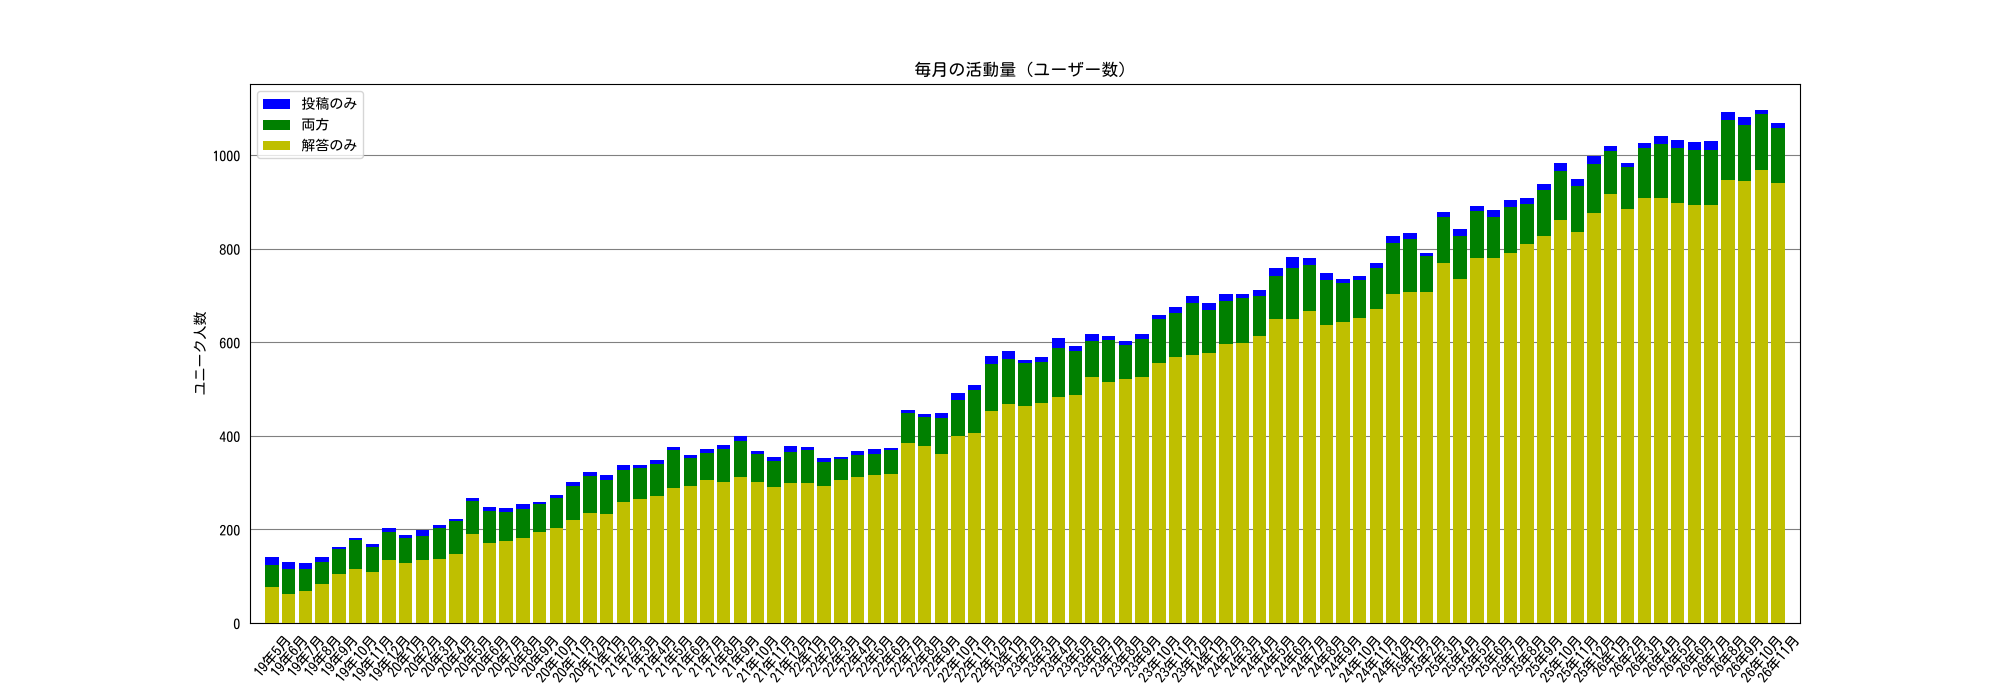 毎月の活動量（ユーザー数）
投稿のみ
両方
解答のみ
ユニーク人数
1000
800
600
400
200
0
19年5月
19年6月
19年7月
19年8月
19年9月
19年10月
19年11月
19年12月
20年1月
20年2月
20年3月
20年4月
20年5月
20年6月
20年7月
20年8月
20年9月
20年10月
20年11月
20年12月
21年1月
21年2月
21年3月
21年4月
21年5月
21年6月
21年7月
21年8月
21年9月
21年10月
21年11月
21年12月
22年1月
22年2月
22年3月
22年4月
22年5月
22年6月
22年7月
22年8月
22年9月
22年10月
22年11月
22年12月
23年1月
23年2月
23年3月
23年4月
23年5月
23年6月
23年7月
23年8月
23年9月
23年10月
23年11月
23年12月
24年1月
24年2月
24年3月
24年4月
24年5月
24年6月
24年7月
24年8月
24年9月
24年10月
24年11月
24年12月
25年1月
25年2月
25年3月
25年4月
25年5月
25年6月
25年7月
25年8月
25年9月
25年10月
25年11月
25年12月
26年1月
26年2月
26年3月
26年4月
26年5月
26年6月
26年7月
26年8月
26年9月
26年10月
26年11月